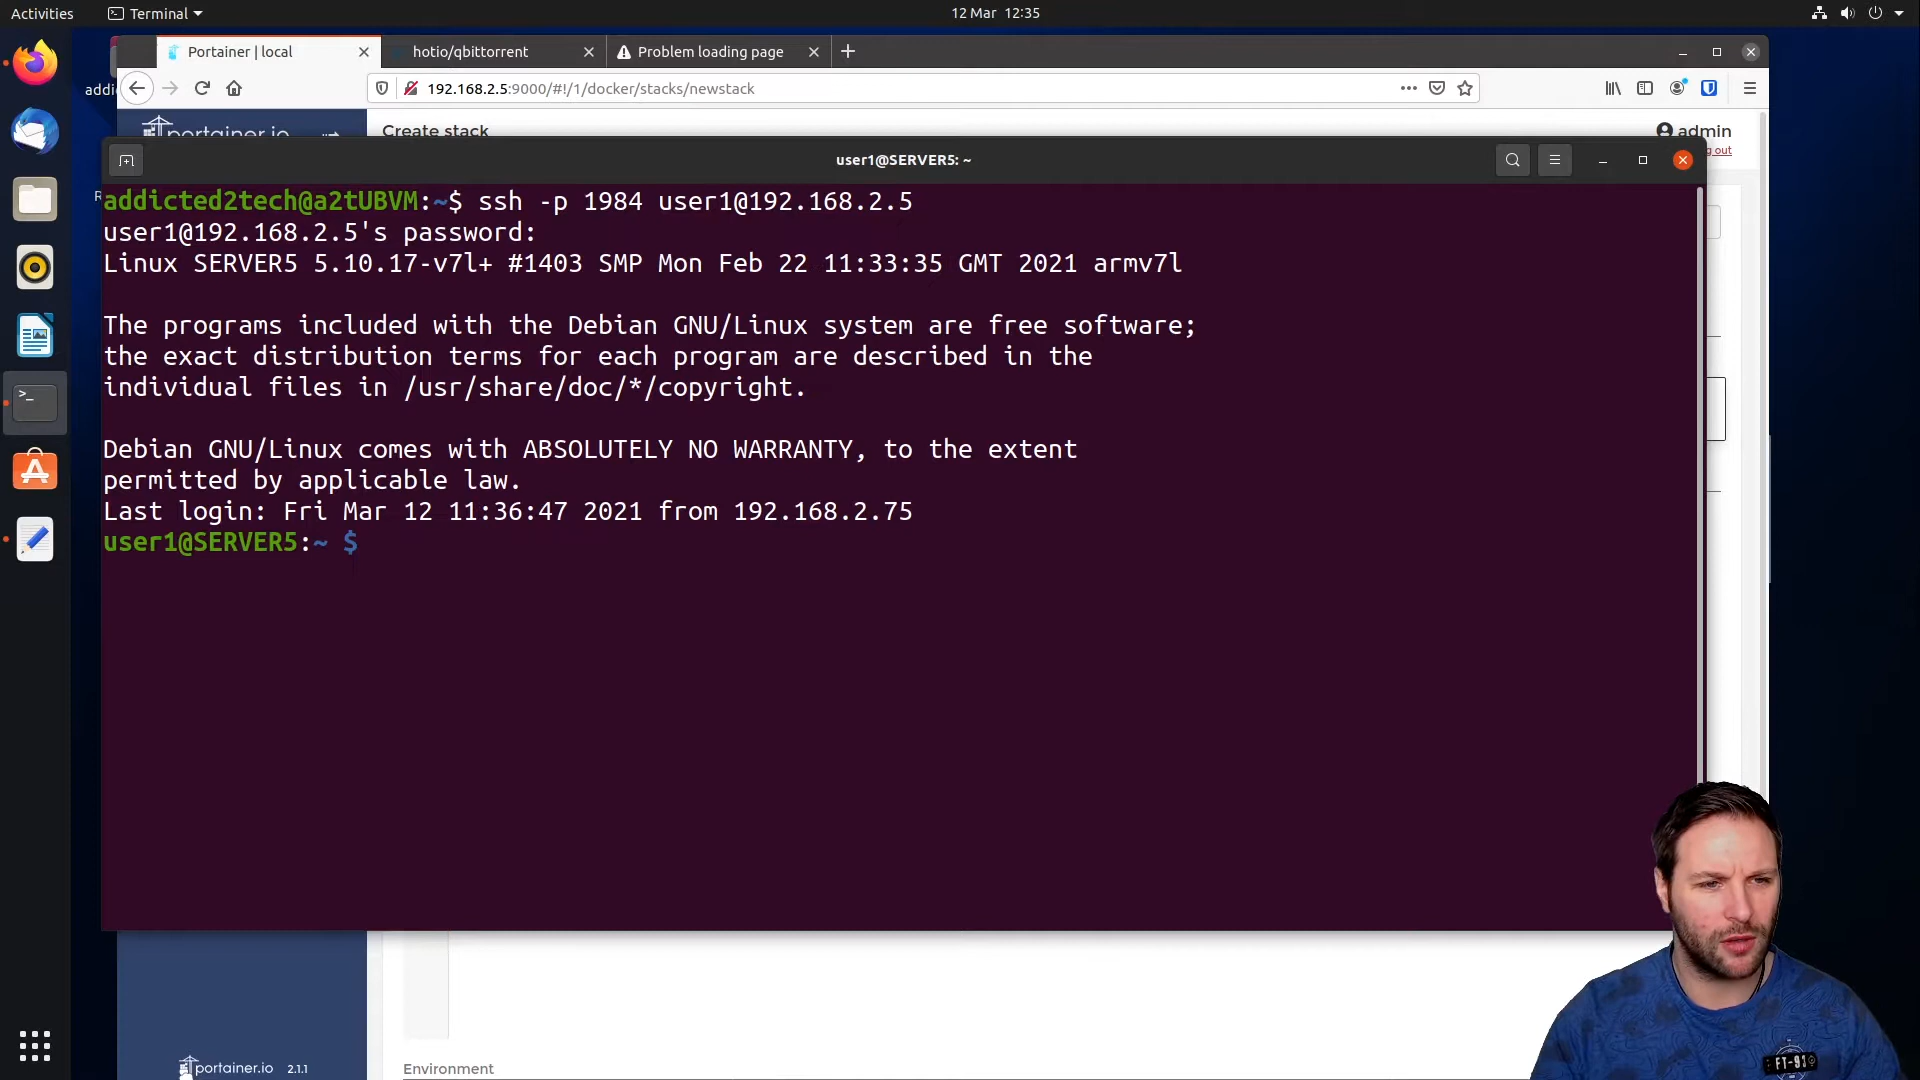 Activities
Terminal
12 Mar 12:35
Portainer | local
hotio/qbittorrent
Problem loading page
192.168.2.5:9000/#!/1/docker/stacks/newstack
portainer.io
Create stack
admin
user1@SERVER5: ~
addicted2tech@a2tUBVM:~$ ssh -p 1984 user1@192.168.2.5
user1@192.168.2.5's password:
Linux SERVER5 5.10.17-v7l+ #1403 SMP Mon Feb 22 11:33:35 GMT 2021 armv7l
The programs included with the Debian GNU/Linux system are free software;
the exact distribution terms for each program are described in the
individual files in /usr/share/doc/*/copyright.
Debian GNU/Linux comes with ABSOLUTELY NO WARRANTY, to the extent
permitted by applicable law.
Last login: Fri Mar 12 11:36:47 2021 from 192.168.2.75
user1@SERVER5:~ $
portainer.io 2.1.1
Environment
FT-91